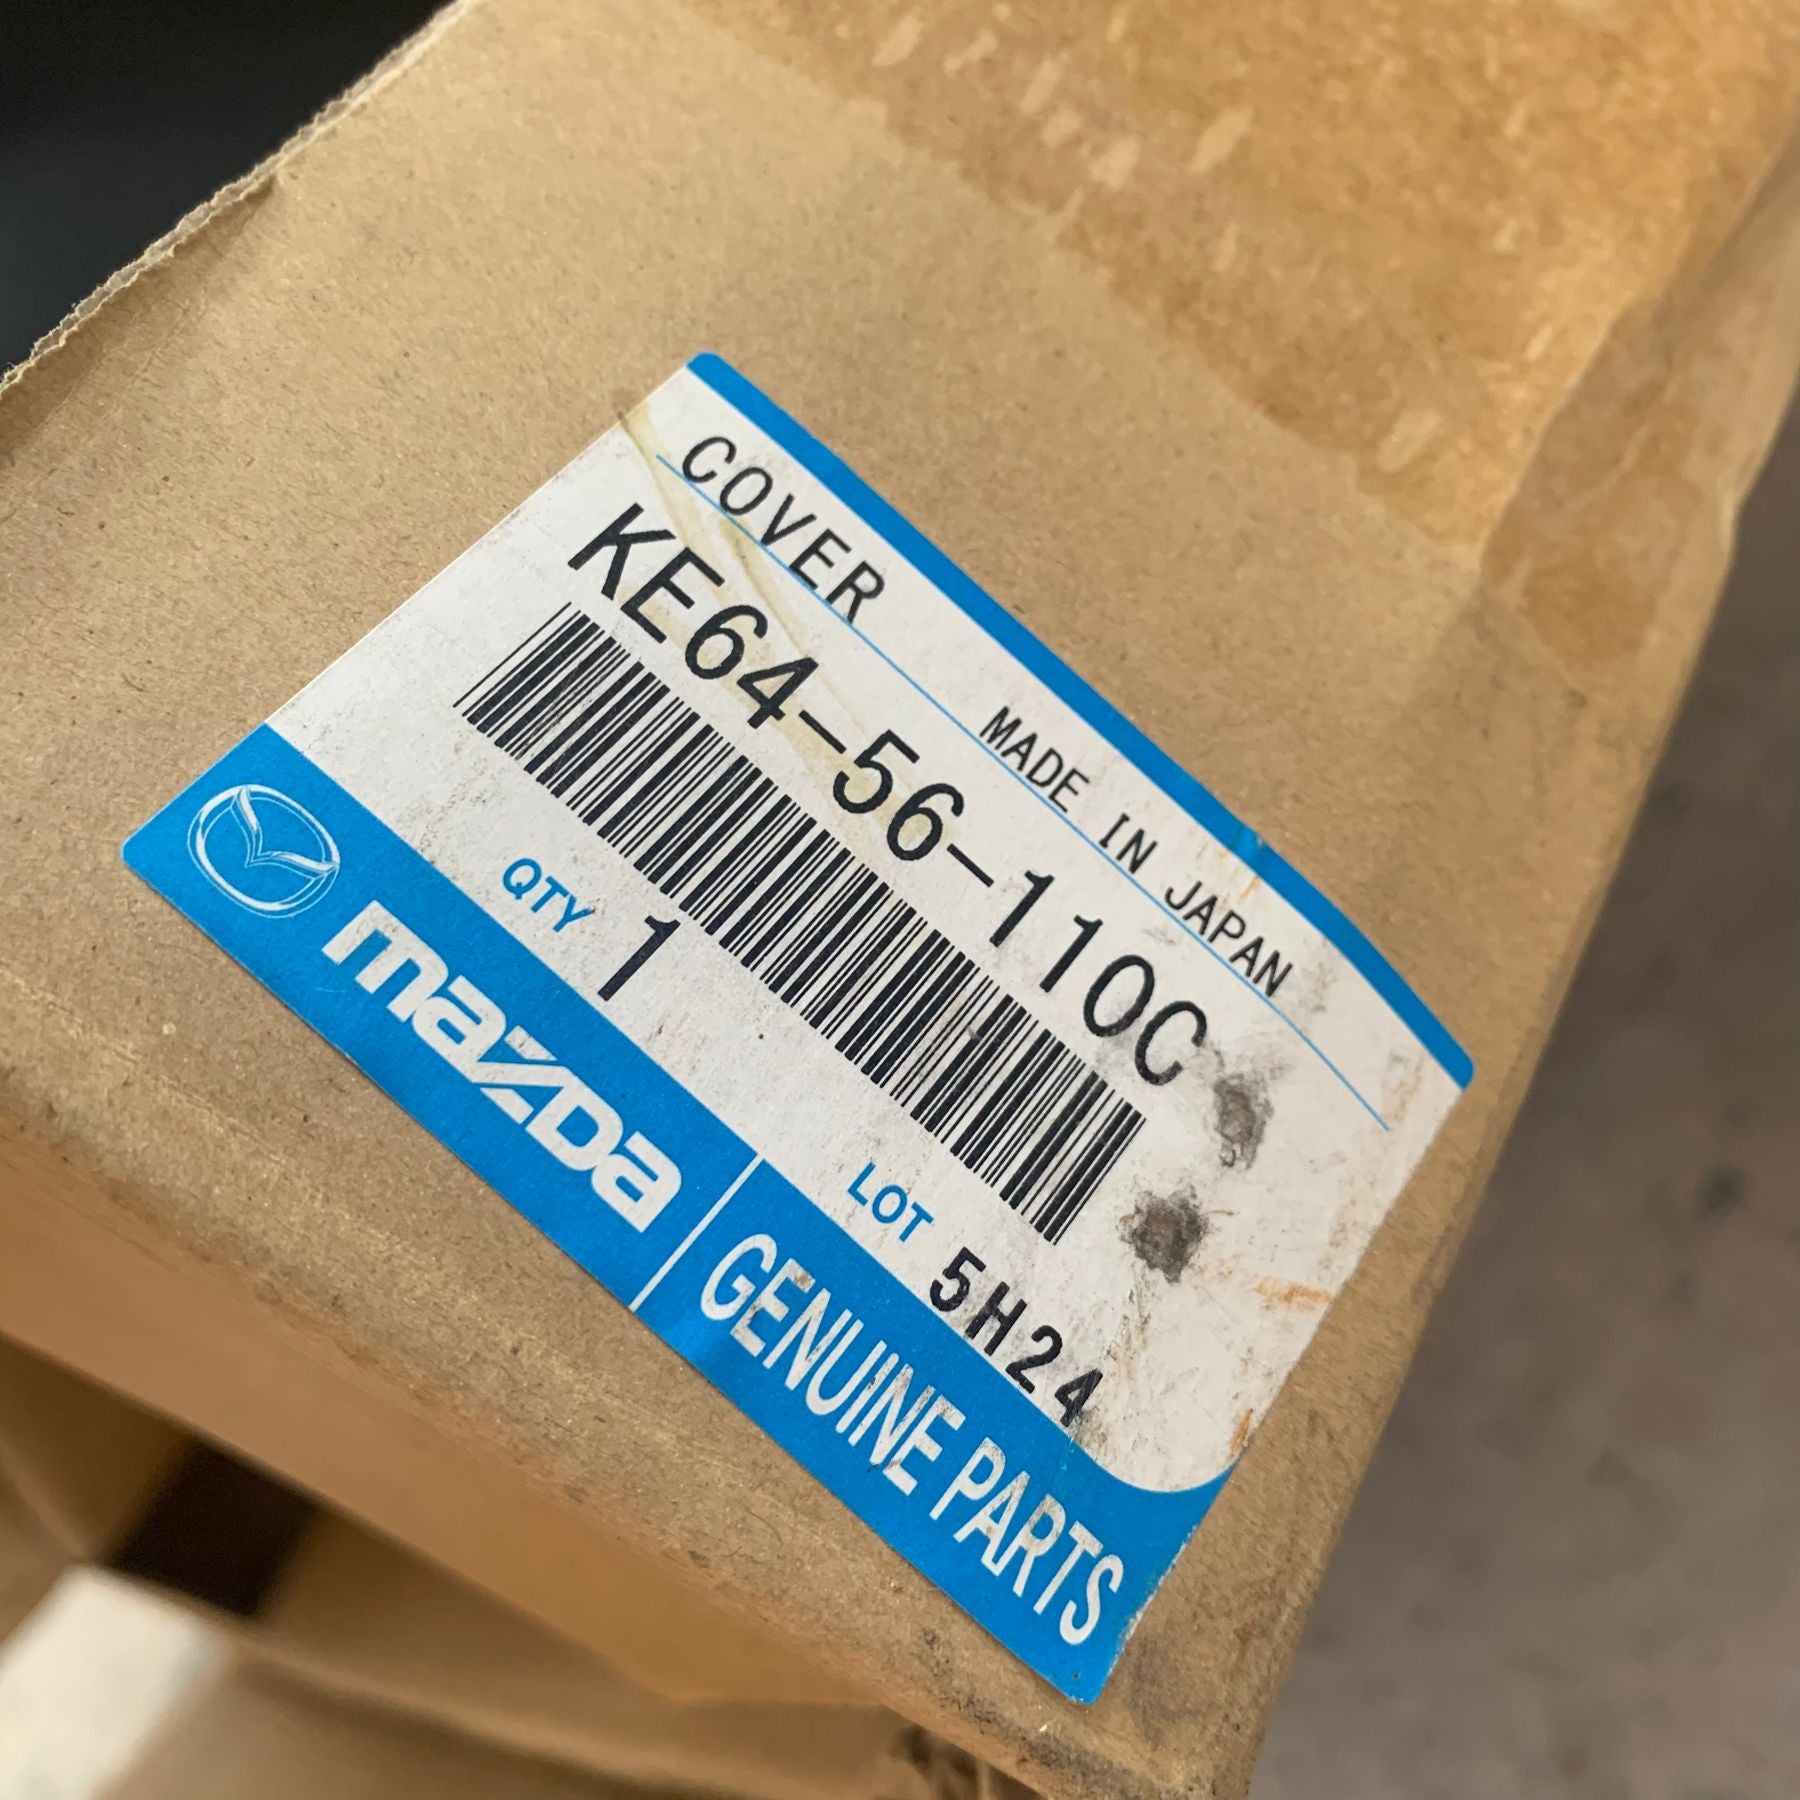 COVER
MADE IN JAPAN
KE64-56-110C
QTY 1
LOT 5H24
mazda
GENUINE PARTS